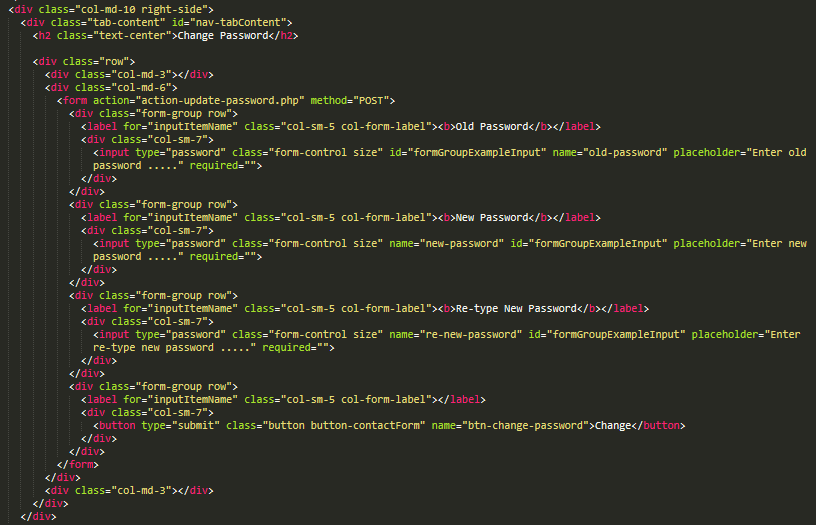 <div class="col-md-10 right-side">
<div class="tab-content" id="nav-tabContent">
<h2 class="text-center">Change Password</h2>
<div class="row">
<div class="col-md-3"></div>
<div class="col-md-6">
<form action="action-update-password.php" method="POST">
<div class="form-group row">
<label for="inputItemName" class="col-sm-5 col-form-label"><b>Old Password</b></label>
<div class="col-sm-7">
<input type="password" class="form-control size" id="formGroupExampleInput" name="old-password" placeholder="Enter old
password ....." required="">
</div>
</div>
<div class="form-group row">
<label for="inputItemName" class="col-sm-5 col-form-label"><b>New Password</b></label>
<div class="col-sm-7">
<input type="password" class="form-control size" name="new-password" id="formGroupExampleInput" placeholder="Enter new
password ....." required="">
</div>
</div>
<div class="form-group row">
<label for="inputItemName" class="col-sm-5 col-form-label"><b>Re-type New Password</b></label>
<div class="col-sm-7">
<input type="password" class="form-control size" name="re-new-password" id="formGroupExampleInput" placeholder="Enter
re-type new password ....." required="">
</div>
</div>
<div class="form-group row">
<label for="inputItemName" class="col-sm-5 col-form-label"></label>
<div class="col-sm-7">
<button type="submit" class="button button-contactForm" name="btn-change-password">Change</button>
</div>
</div>
</form>
</div>
<div class="col-md-3"></div>
</div>
</div>